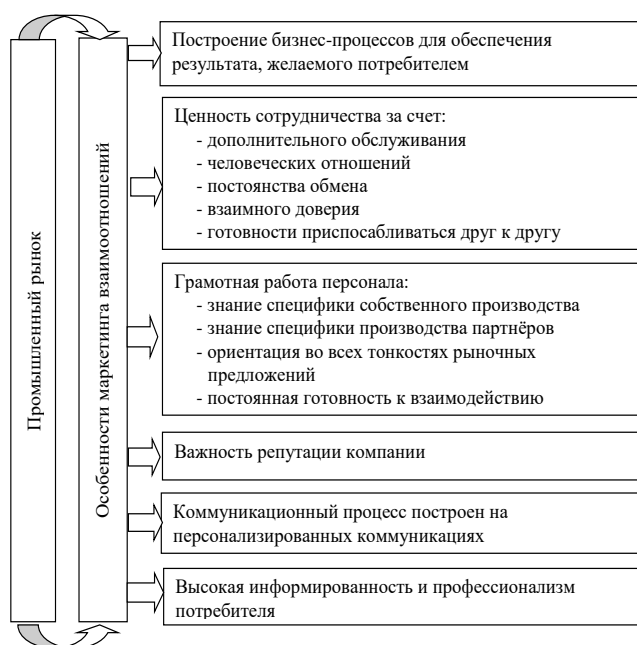 Промышленный рынок
Особенности маркетинга взаимоотношений
Построение бизнес-процессов для обеспечения
результата, желаемого потребителем
Ценность сотрудничества за счет:
- дополнительного обслуживания
- человеческих отношений
- постоянства обмена
- взаимного доверия
- готовности приспосабливаться друг к другу
Грамотная работа персонала:
- знание специфики собственного производства
- знание специфики производства партнёров
- ориентация во всех тонкостях рыночных
предложений
- постоянная готовность к взаимодействию
Важность репутации компании
Коммуникационный процесс построен на
персонализированных коммуникациях
Высокая информированность и профессионализм
потребителя